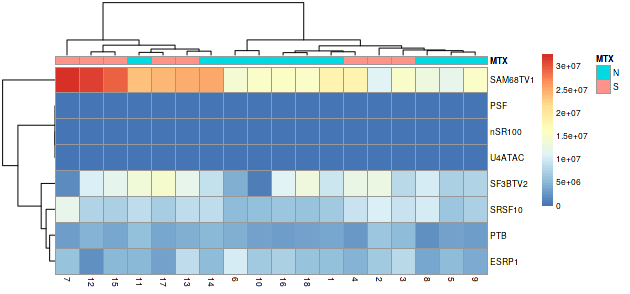 MTX
SAM68TV1
PSF
nSR100
U4ATAC
SF3BTV2
SRSF10
PTB
ESRP1
7
12
15
11
17
13
14
6
10
16
18
1
4
2
3
8
5
9
3e+07
2.5e+07
2e+07
1.5e+07
1e+07
5e+06
0
MTX
N
S